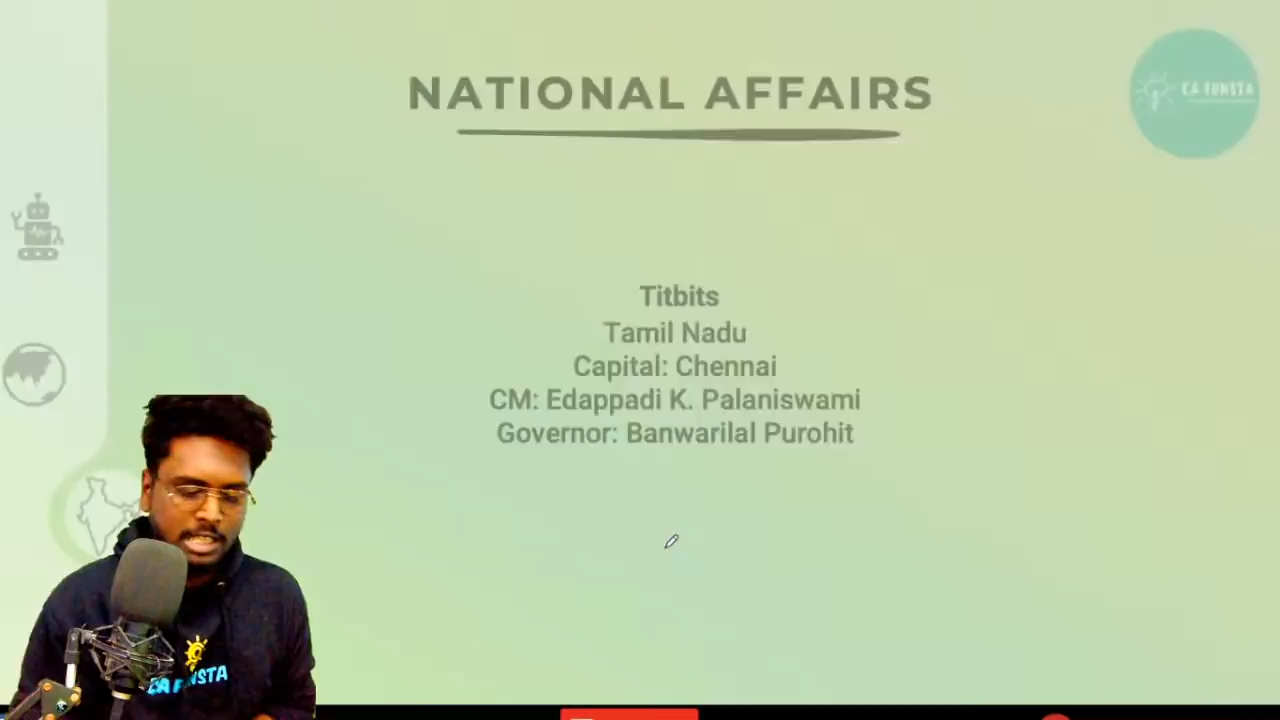 NATIONAL AFFAIRS
CA FUNSTA
Titbits
Tamil Nadu
Capital: Chennai
CM: Edappadi K. Palaniswami
Governor: Banwarilal Purohit
CA FUNSTA